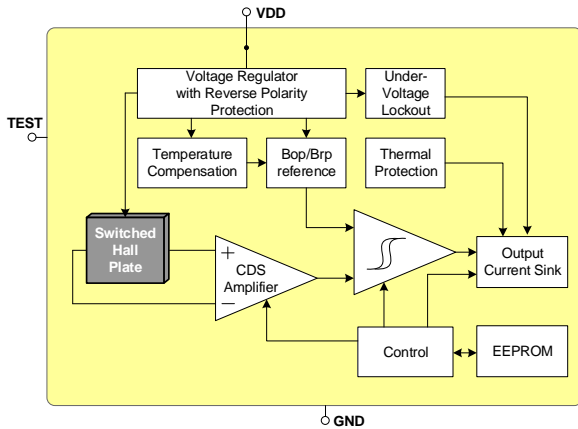 VDD
Voltage Regulator
with Reverse Polarity
Protection
Under-
Voltage
Lockout
TEST
Temperature
Compensation
Bop/Brp
reference
Thermal
Protection
Switched
Hall
Plate
+
CDS
Amplifier
−
Output
Current Sink
Control
EEPROM
GND